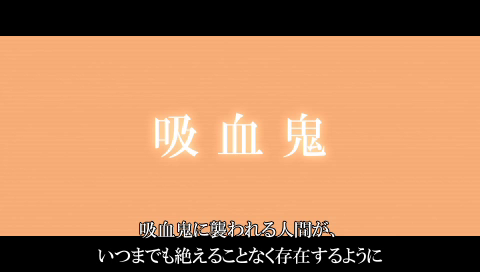 吸血鬼
吸血鬼に襲われる人間が、
いつまでも絶えることなく存在するように